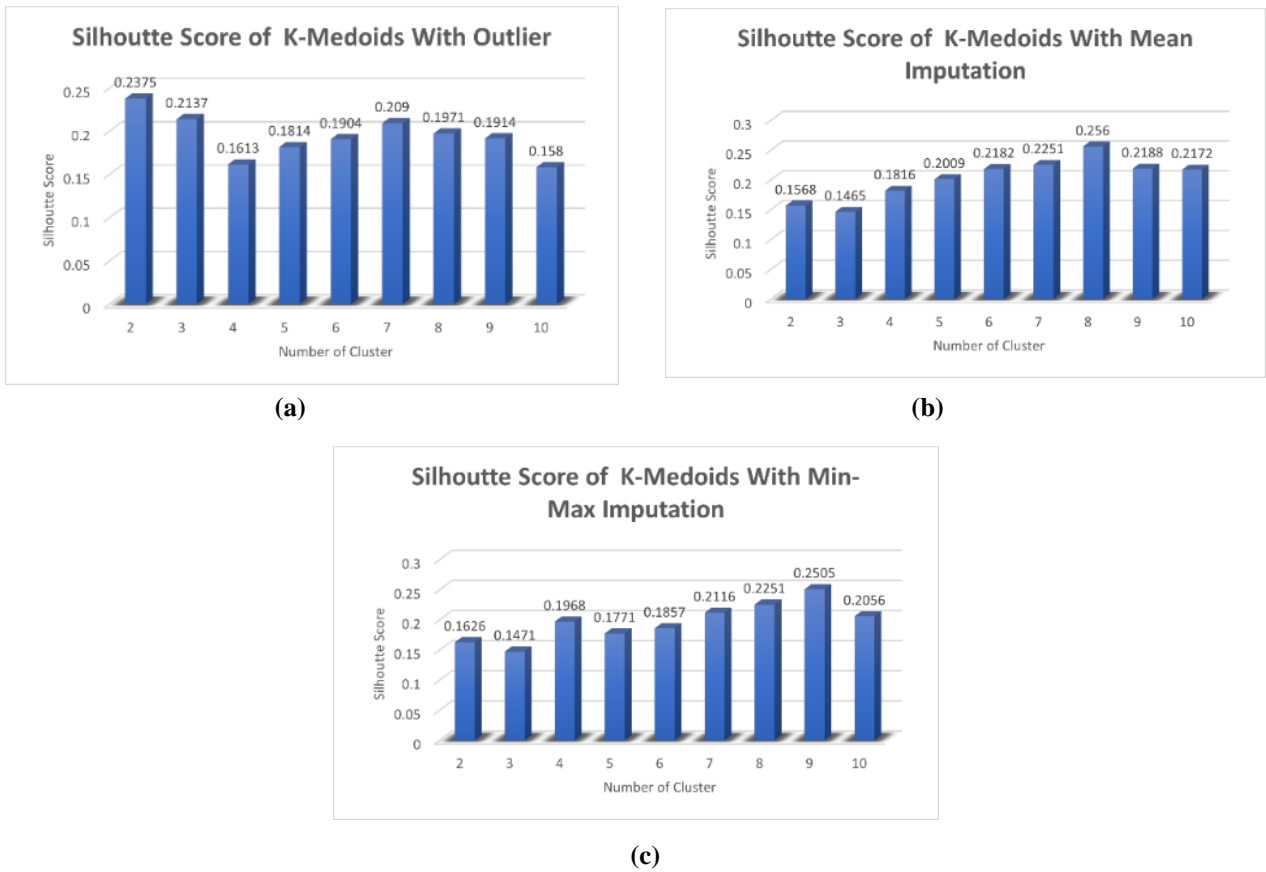 Silhoutte Score of K-Medoids With Outlier
0.2375
0.2137
0.1613
0.1814
0.1904
0.209
0.1971
0.1914
0.158
0.25
0.2
0.15
0.1
0.05
0
Silhoutte Score
2 3 4 5 6 7 8 9 10
Number of Cluster
(a)
Silhoutte Score of K-Medoids With Mean
Imputation
0.1568
0.1465
0.1816
0.2009
0.2182
0.2251
0.256
0.2188
0.2172
0.3
0.25
0.2
0.15
0.1
0.05
0
Silhoutte Score
2 3 4 5 6 7 8 9 10
Number of Cluster
(b)
Silhoutte Score of K-Medoids With Min-
Max Imputation
0.1626
0.1471
0.1968
0.1771
0.1857
0.2116
0.2251
0.2505
0.2056
0.3
0.25
0.2
0.15
0.1
0.05
0
Silhoutte Score
2 3 4 5 6 7 8 9 10
Number of Cluster
(c)